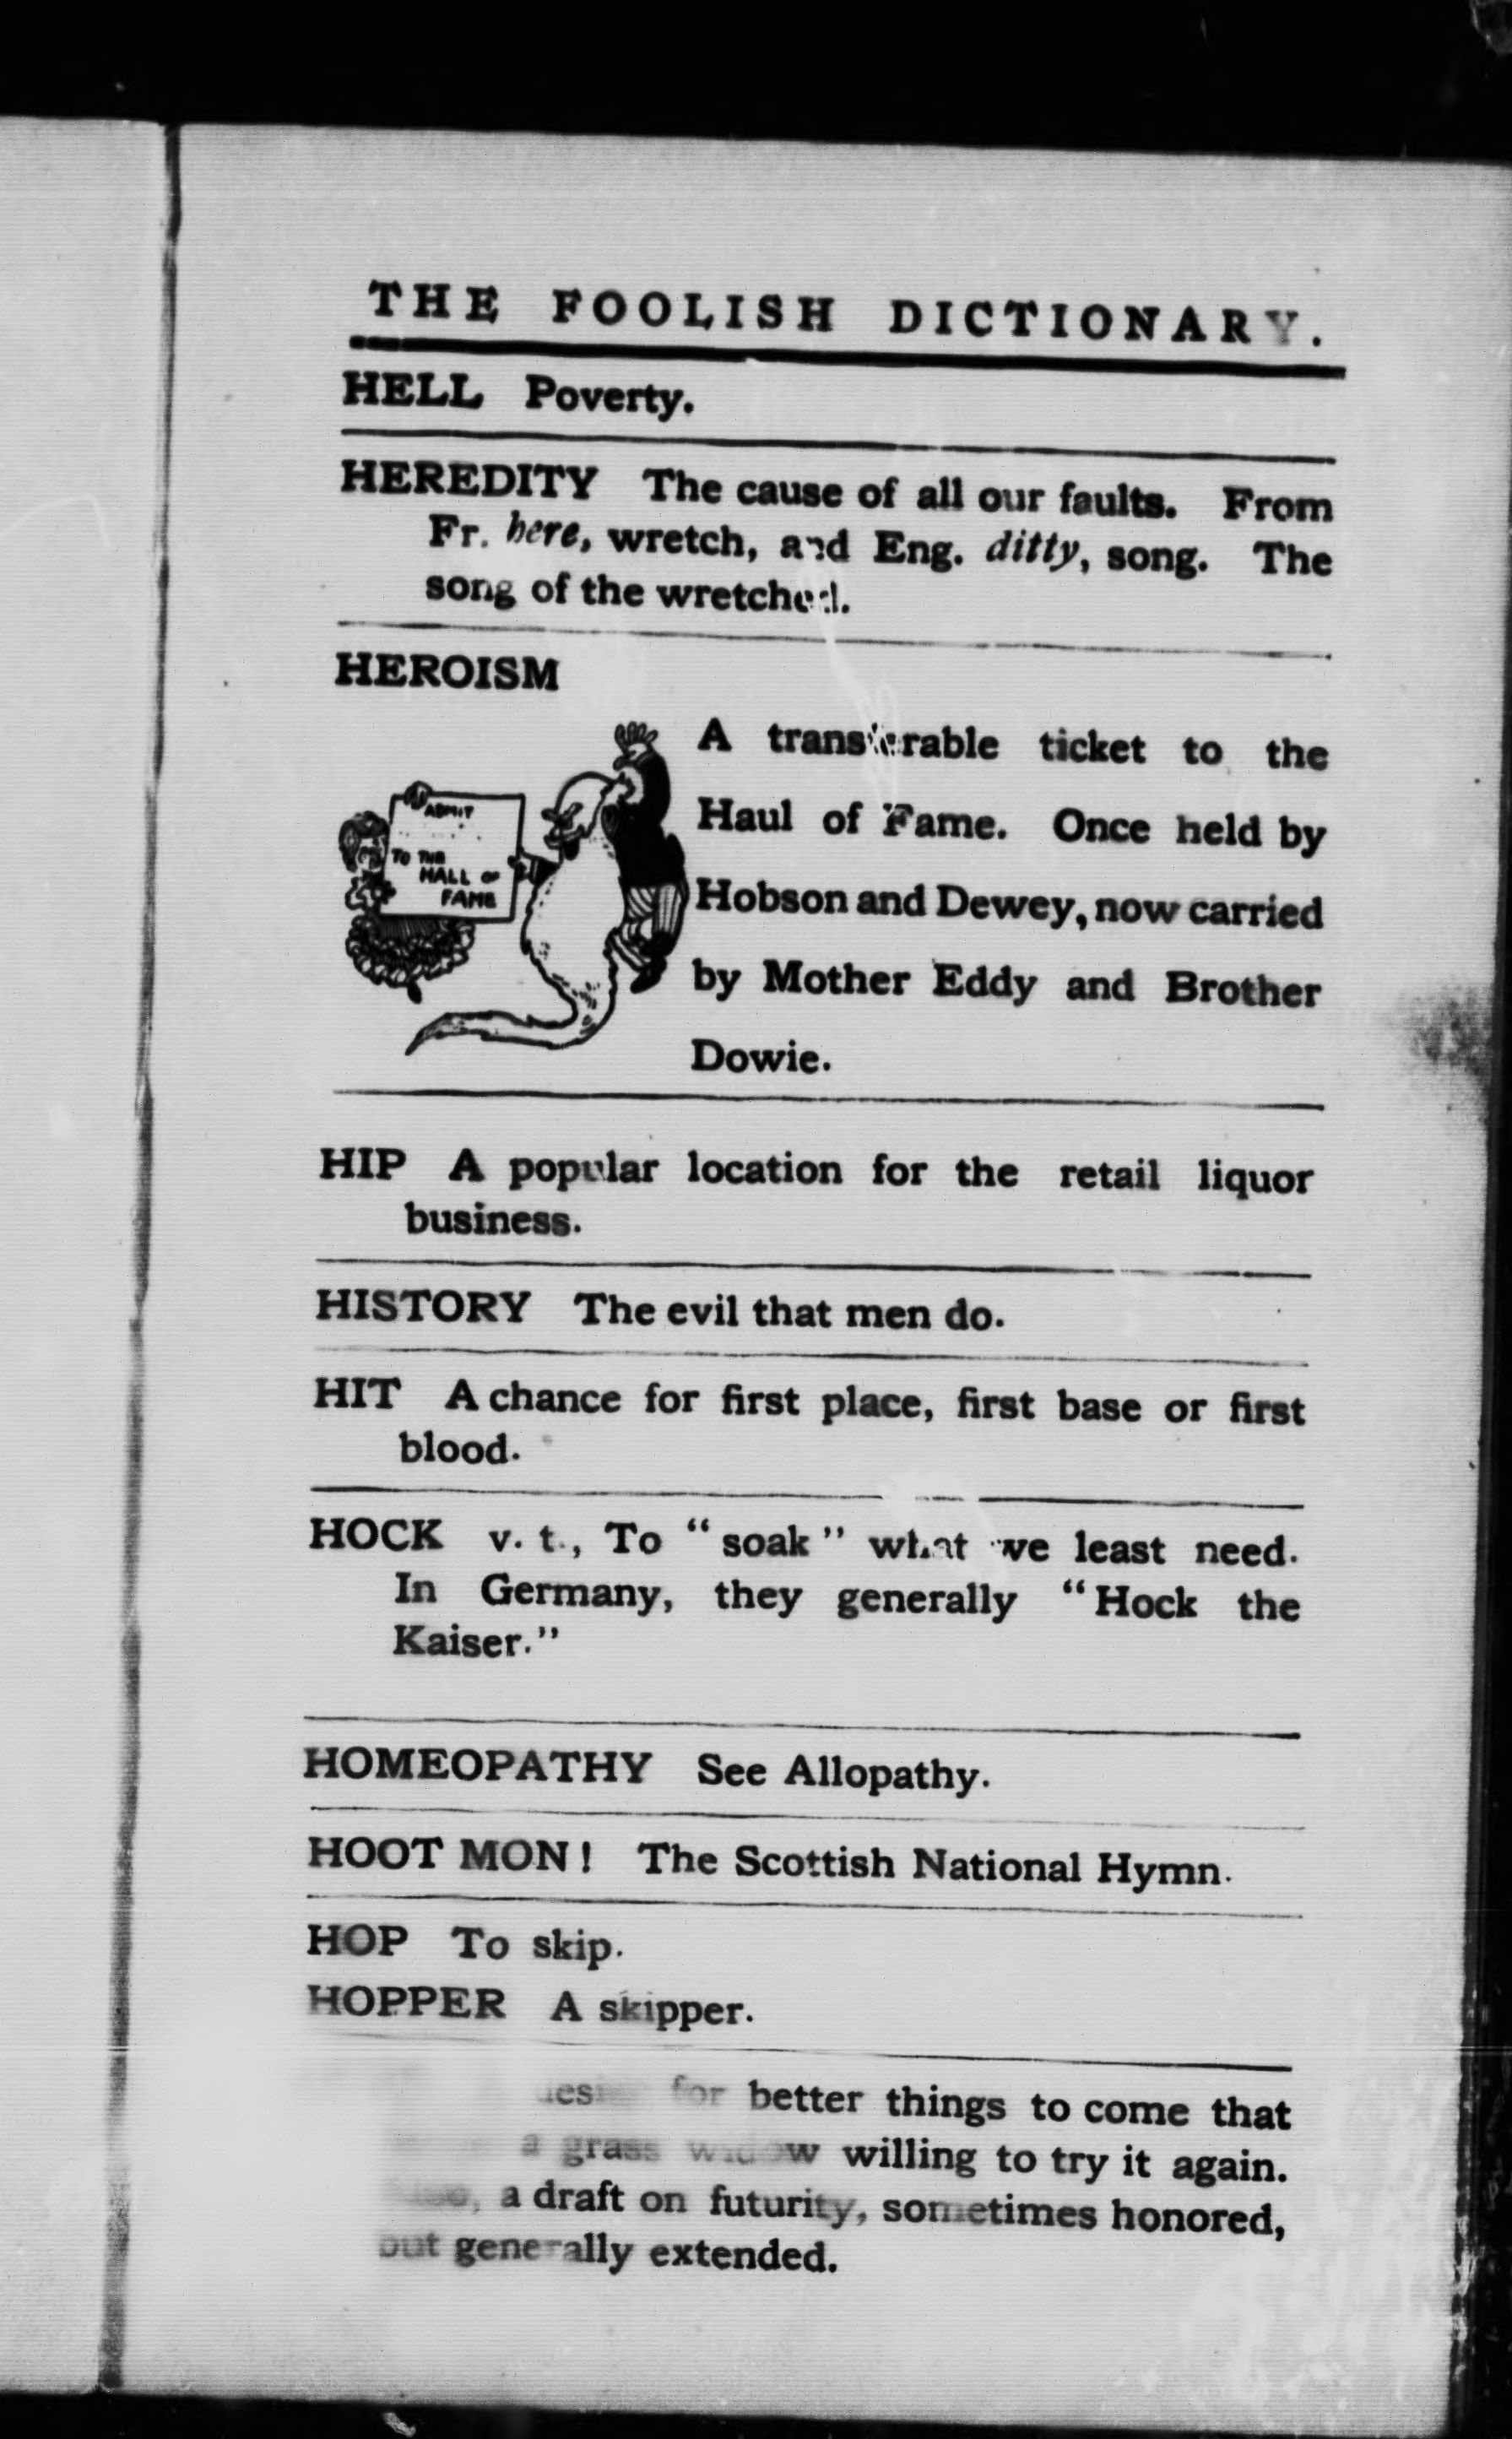 THE FOOLISH DICTIONARY.
HELL Poverty.
HEREDITY The cause of all our faults. From
Fr. here, wretch, and Eng. ditty, song. The
song of the wretched.
HEROISM
ADMIT
TO THE
HALL OF
FAME
A transferable ticket to the
Haul of Fame. Once held by
Hobson and Dewey, now carried
by Mother Eddy and Brother
Dowie.
HIP A popular location for the retail liquor
business.
HISTORY The evil that men do.
HIT A chance for first place, first base or first
blood.
HOCK v. t., To “soak” what we least need.
In Germany, they generally “Hock the
Kaiser.”
HOMEOPATHY See Allopathy.
HOOT MON! The Scottish National Hymn.
HOP To skip.
HOPPER A skipper.
for better things to come that
a grass widow willing to try it again.
a draft on futurity, sometimes honored,
but generally extended.